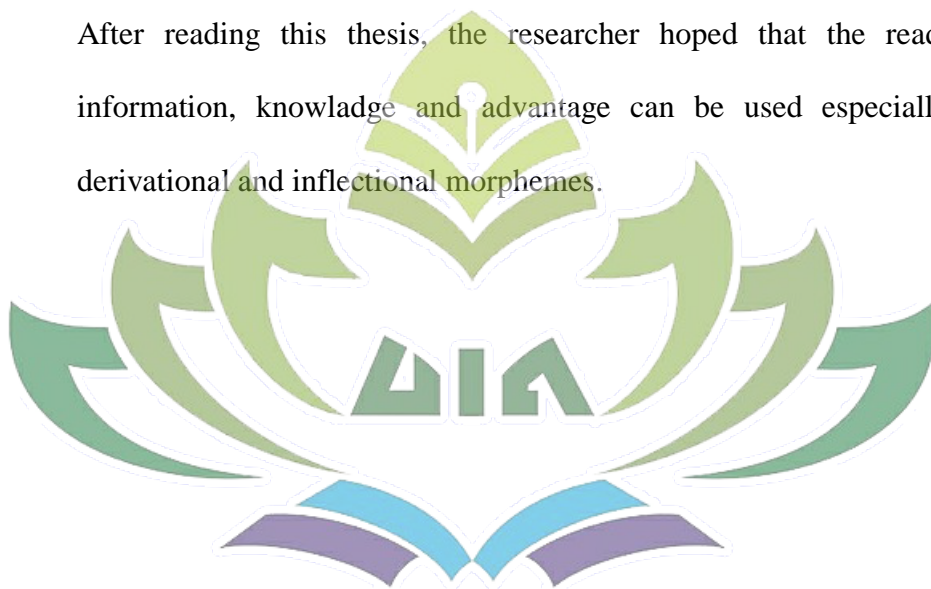 After reading this thesis, the researcher hoped that the
information, knowladge and advantage can be used
derivational and inflectional morphemes.
UIN